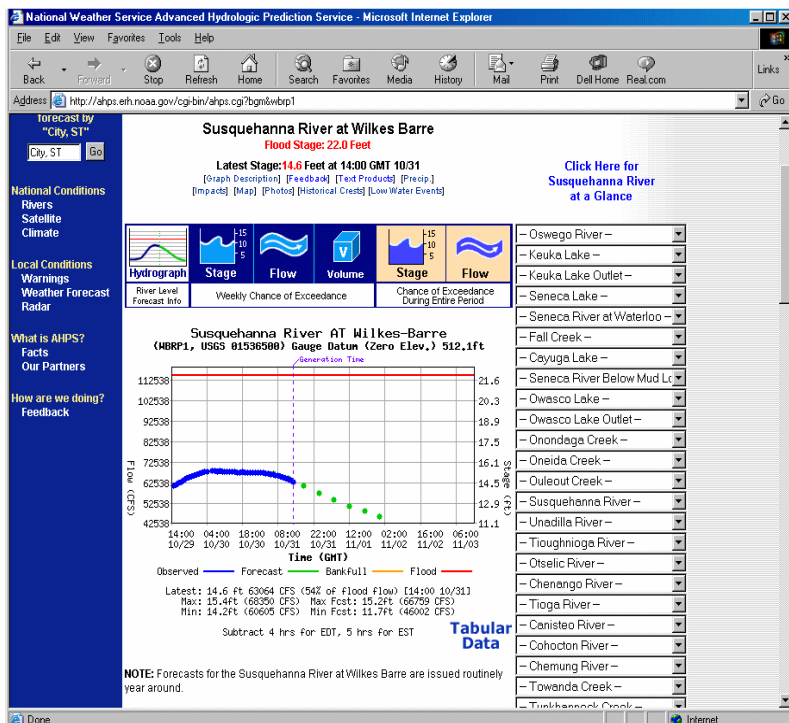 National Weather Service Advanced Hydrologic Prediction Service - Microsoft Internet Explorer
File Edit View Favorites Tools Help
Back Forward Stop Refresh Home Search Favorites Media History Mail Print Dell Home Real.com Links »
Address http://ahps.erh.noaa.gov/cgi-bin/ahps.cgi?bgm&wbrp1 Go
forecast by
"City, ST"
City, ST Go
National Conditions
Rivers
Satellite
Climate
Local Conditions
Warnings
Weather Forecast
Radar
What is AHPS?
Facts
Our Partners
How are we doing?
Feedback
Susquehanna River at Wilkes Barre
Flood Stage: 22.0 Feet
Latest Stage:14.6 Feet at 14:00 GMT 10/31
[Graph Description] [Feedback] [Text Products] [Precip.]
[Impacts] [Map] [Photos] [Historical Crests] [Low Water Events]
Click Here for
Susquehanna River
at a Glance
15
10
5
V
15
10
5
Hydrograph Stage Flow Volume Stage Flow
River Level
Forecast Info
Weekly Chance of Exceedance
Chance of Exceedance
During Entire Period
Susquehanna River AT Wilkes-Barre
(WBRP1, USGS 01536500) Gauge Datum (Zero Elev.) 512.1ft
Generation Time
112538 21.6
102538 20.3
92538 18.9
82538 17.5
72538 16.1
62538 14.5
52538 12.9
42538 11.1
Flow (CFS)
Stage (ft)
14:00 04:00 18:00 08:00 22:00 12:00 02:00 16:00 06:00
10/29 10/30 10/30 10/31 10/31 11/01 11/02 11/02 11/03
Time (GMT)
Observed Forecast Bankfull Flood
Latest: 14.6 ft 63064 CFS (54% of flood flow) [14:00 10/31]
Max: 15.4ft (68350 CFS) Max Fcst: 15.2ft (66759 CFS)
Min: 14.2ft (60605 CFS) Min Fcst: 11.7ft (46002 CFS)
Subtract 4 hrs for EDT, 5 hrs for EST
Tabular
Data
NOTE: Forecasts for the Susquehanna River at Wilkes Barre are issued routinely
year around.
– Oswego River –
– Keuka Lake –
– Keuka Lake Outlet –
– Seneca Lake –
– Seneca River at Waterloo –
– Fall Creek –
– Cayuga Lake –
– Seneca River Below Mud Lo
– Owasco Lake –
– Owasco Lake Outlet –
– Onondaga Creek –
– Oneida Creek –
– Ouleout Creek –
– Susquehanna River –
– Unadilla River –
– Tioughnioga River –
– Otselic River –
– Chenango River –
– Tioga River –
– Canisteo River –
– Cohocton River –
– Chemung River –
– Towanda Creek –
– Tunkhannock Creek –
Done Internet